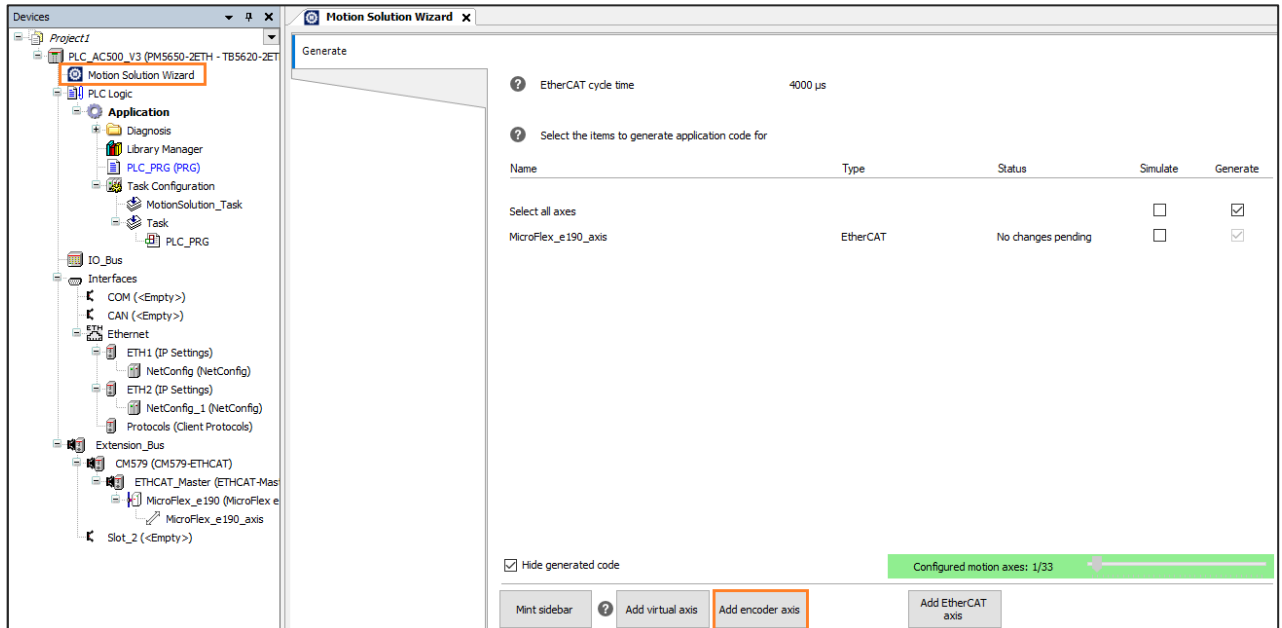 Devices
Project1
PLC_AC500_V3 (PM5650-2ETH - TB5620-2ET
Motion Solution Wizard
PLC Logic
Application
Diagnosis
Library Manager
PLC_PRG (PRG)
Task Configuration
MotionSolution_Task
Task
PLC_PRG
IO_Bus
Interfaces
COM (<Empty>)
CAN (<Empty>)
ETH Ethernet
ETH1 (IP Settings)
NetConfig (NetConfig)
ETH2 (IP Settings)
NetConfig_1 (NetConfig)
Protocols (Client Protocols)
Extension_Bus
CM579 (CM579-ETHCAT)
ETHCAT_Master (ETHCAT-Mas
MicroFlex_e190 (MicroFlex e
MicroFlex_e190_axis
Slot_2 (<Empty>)
Motion Solution Wizard
Generate
? EtherCAT cycle time 4000 µs
? Select the items to generate application code for
Name Type Status Simulate Generate
Select all axes
MicroFlex_e190_axis EtherCAT No changes pending
Hide generated code Configured motion axes: 1/33
Mint sidebar ? Add virtual axis Add encoder axis Add EtherCAT
axis